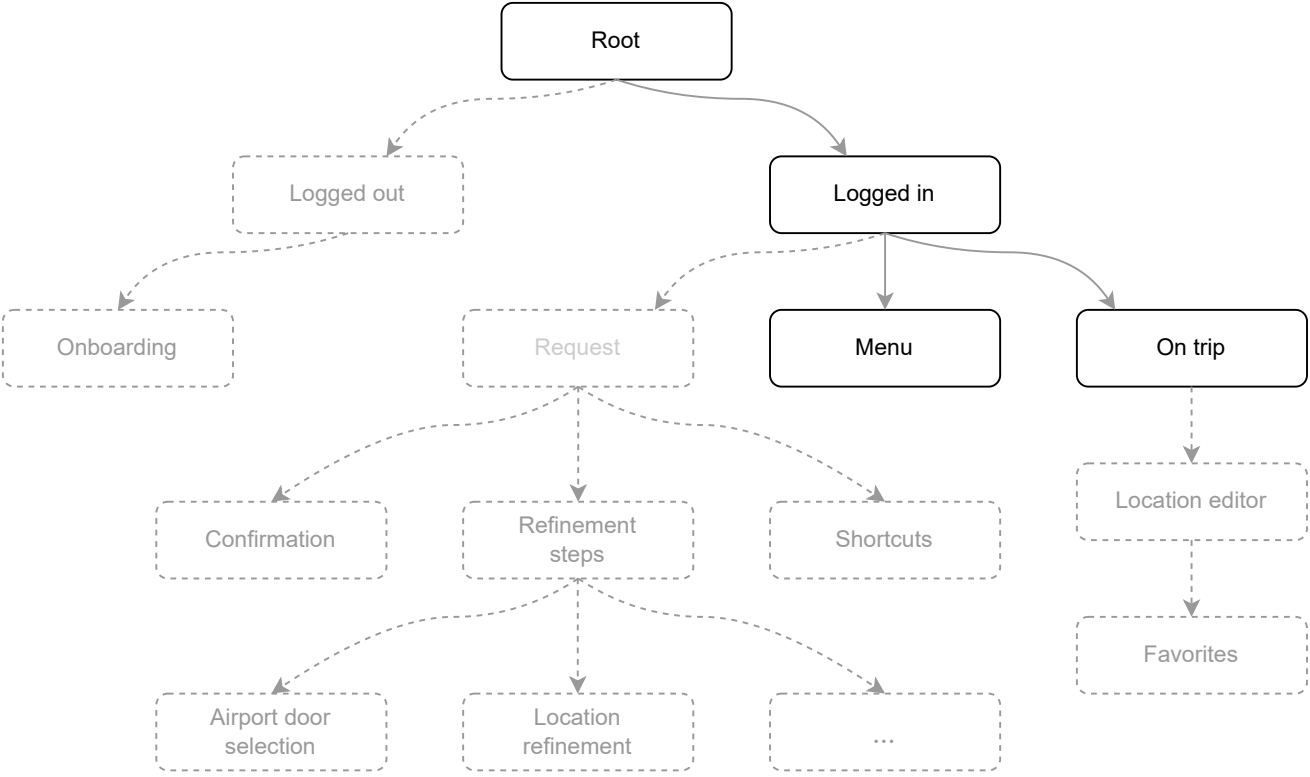 Root
Logged out
Logged in
Onboarding
Request
Menu
On trip
Location editor
Confirmation
Refinement
steps
Shortcuts
Favorites
Airport door
selection
Location
refinement
...